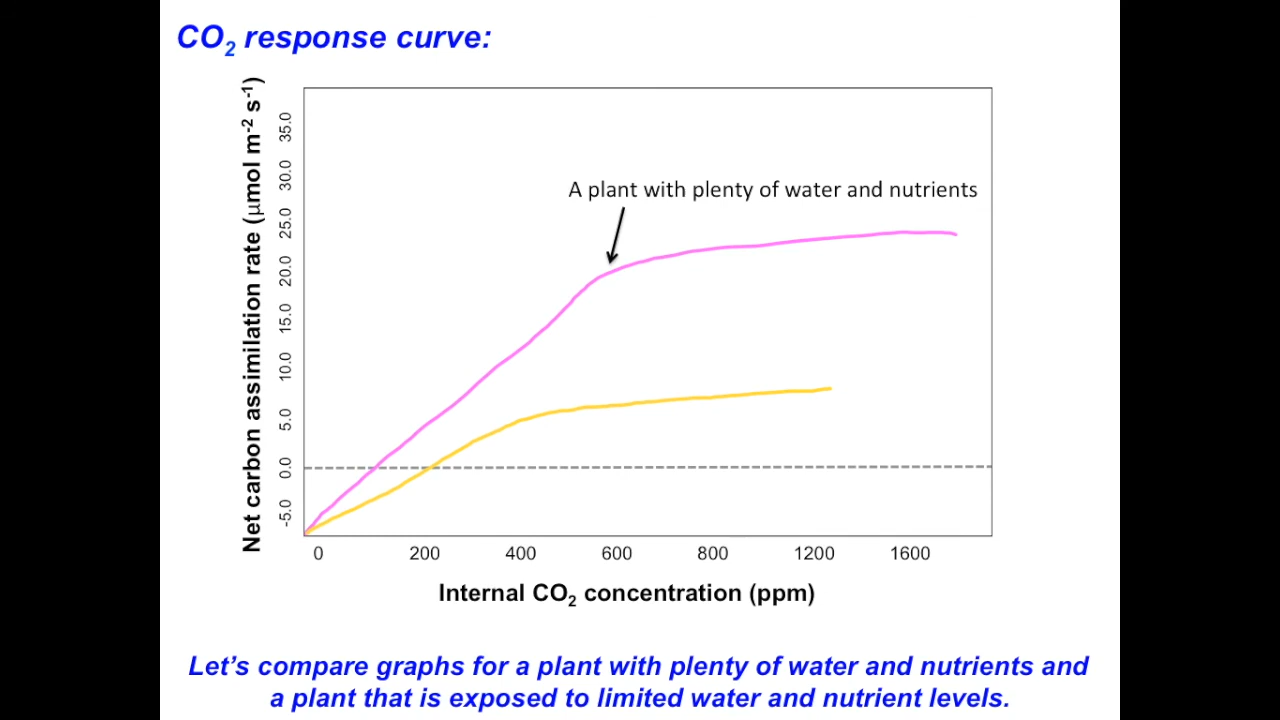 CO2 response curve:
Net carbon assimilation rate (μmol m-2 s-1)
35.0
30.0
25.0
20.0
15.0
10.0
5.0
0.0
-5.0
A plant with plenty of water and nutrients
0 200 400 600 800 1200 1600
Internal CO2 concentration (ppm)
Let's compare graphs for a plant with plenty of water and nutrients and
a plant that is exposed to limited water and nutrient levels.